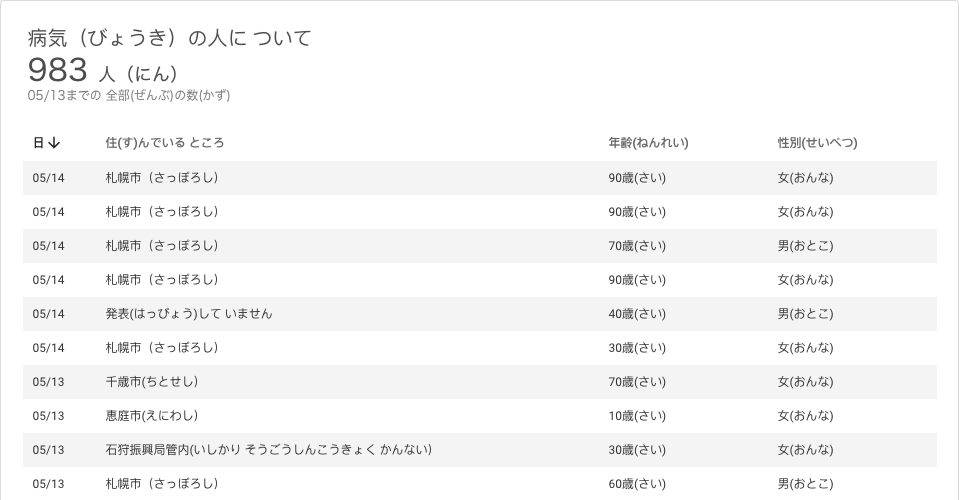 病気（びょうき）の人に ついて
983 人（にん）
05/13までの 全部(ぜんぶ)の数(かず)
日↓ 住(す)んでいる ところ 年齢(ねんれい) 性別(せいべつ)
05/14 札幌市（さっぽろし） 90歳(さい) 女(おんな)
05/14 札幌市（さっぽろし） 90歳(さい) 女(おんな)
05/14 札幌市（さっぽろし） 70歳(さい) 男(おとこ)
05/14 札幌市（さっぽろし） 90歳(さい) 女(おんな)
05/14 発表(はっぴょう)して いません 40歳(さい) 男(おとこ)
05/14 札幌市（さっぽろし） 30歳(さい) 女(おんな)
05/13 千歳市(ちとせし） 70歳(さい) 女(おんな)
05/13 恵庭市(えにわし） 10歳(さい) 女(おんな)
05/13 石狩振興局管内(いしかり そうごうしんこうきょく かんない） 30歳(さい) 女(おんな)
05/13 札幌市（さっぽろし） 60歳(さい) 男(おとこ)